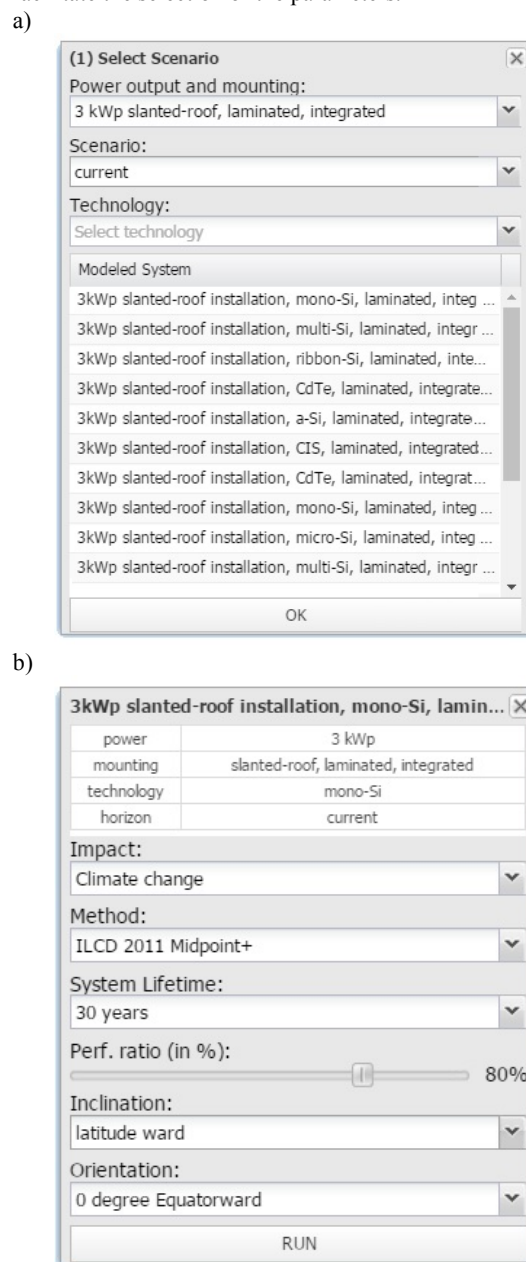 facilitate the selection of the parameters.
a)
(1) Select Scenario
Power output and mounting:
3 kWp slanted-roof, laminated, integrated
Scenario:
current
Technology:
Select technology
Modeled System
3kWp slanted-roof installation, mono-Si, laminated, integ ...
3kWp slanted-roof installation, multi-Si, laminated, integr ...
3kWp slanted-roof installation, ribbon-Si, laminated, inte...
3kWp slanted-roof installation, CdTe, laminated, integrate...
3kWp slanted-roof installation, a-Si, laminated, integrate...
3kWp slanted-roof installation, CIS, laminated, integrated...
3kWp slanted-roof installation, CdTe, laminated, integrat...
3kWp slanted-roof installation, mono-Si, laminated, integ ...
3kWp slanted-roof installation, micro-Si, laminated, integ ...
3kWp slanted-roof installation, multi-Si, laminated, integr ...
OK
b)
3kWp slanted-roof installation, mono-Si, lamin...
power 3 kWp
mounting slanted-roof, laminated, integrated
technology mono-Si
horizon current
Impact:
Climate change
Method:
ILCD 2011 Midpoint+
System Lifetime:
30 years
Perf. ratio (in %):
80%
Inclination:
latitude ward
Orientation:
0 degree Equatorward
RUN